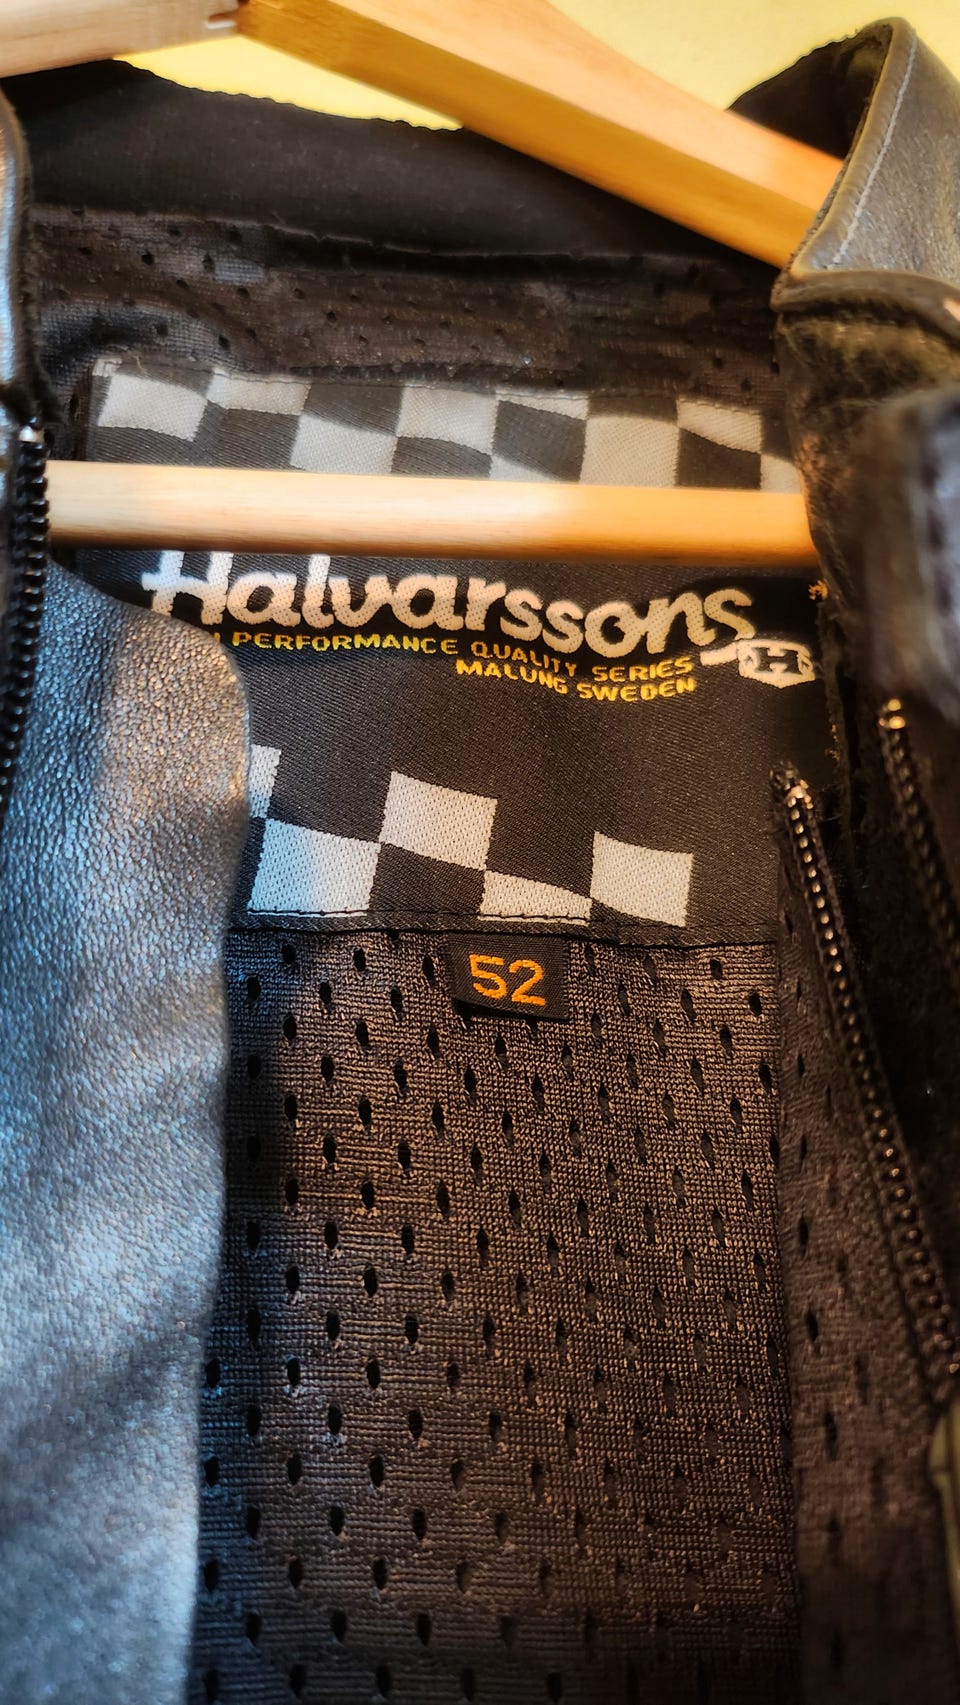 Halvarssons
PERFORMANCE QUALITY SERIES
H
MALUNG SWEDEN
52